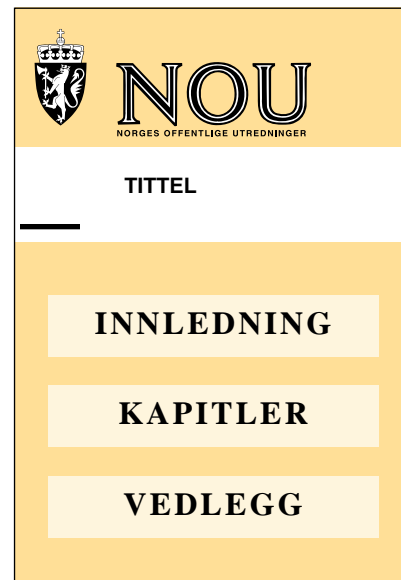 NOU
NORGES OFFENTLIGE UTREDNINGER
TITTEL
INNLEDNING
KAPITLER
VEDLEGG